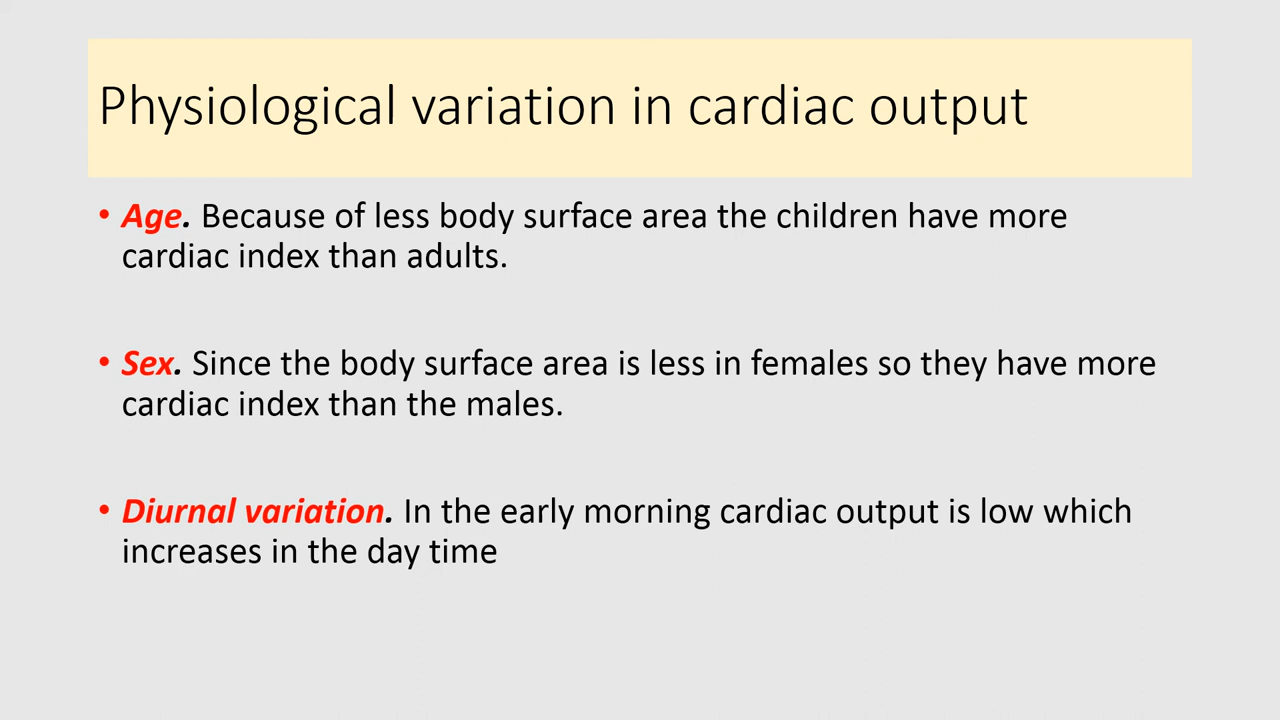 Physiological variation in cardiac output
• Age. Because of less body surface area the children have more
cardiac index than adults.
• Sex. Since the body surface area is less in females so they have more
cardiac index than the males.
• Diurnal variation. In the early morning cardiac output is low which
increases in the day time